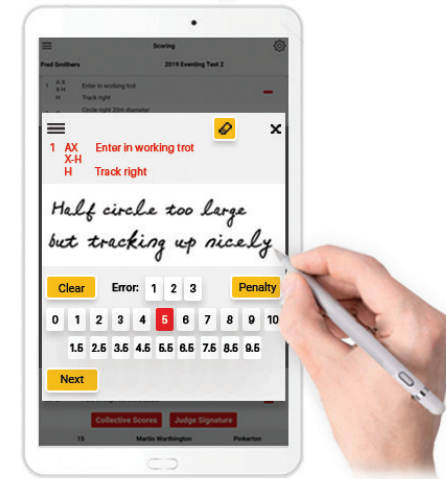 Scoring
Fred Smithers 2019 Eventing Test 2
1 AX Enter in working trot
X-H
H Track right
Circle right 20m diameter
1 AX Enter in working trot
X-H
H Track right
Half circle too large
but tracking up nicely
Clear Error: 1 2 3 Penalty
0 1 2 3 4 5 6 7 8 9 10
1.5 2.5 3.5 4.5 5.5 6.5 7.5 8.5 9.5
Next
Collective Scores Judge Signature
15 Martin Worthington Pinkerton